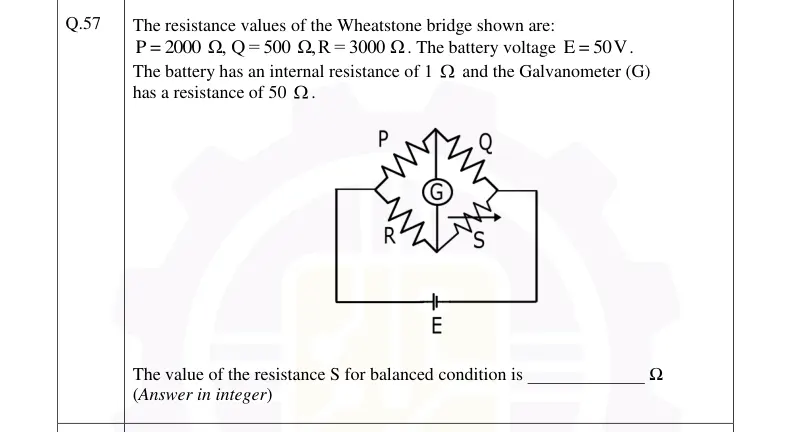 Q.57 The resistance values of the Wheatstone bridge shown are:
P = 2000 Ω, Q = 500 Ω, R = 3000 Ω. The battery voltage E = 50 V.
The battery has an internal resistance of 1 Ω and the Galvanometer (G)
has a resistance of 50 Ω.
P Q
G
R S
E
The value of the resistance S for balanced condition is _____________ Ω
(Answer in integer)